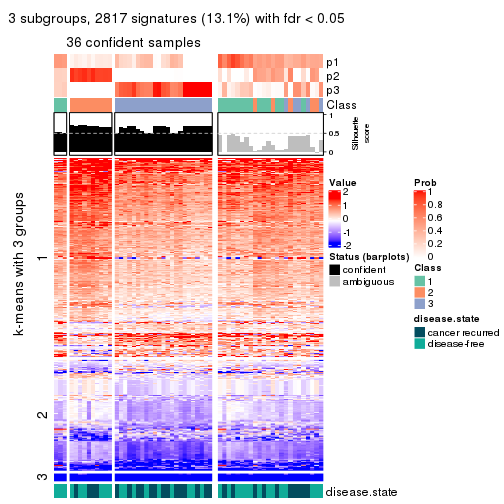 3 subgroups, 2817 signatures (13.1%) with fdr < 0.05
36 confident samples
p1
p2
p3
Class
1
0.5
0
Silhouette
score
k-means with 3 groups
1
2
3
disease.state
Value
2
1
0
-1
-2
Status (barplots)
confident
ambiguous
Prob
1
0.8
0.6
0.4
0.2
0
Class
1
2
3
disease.state
cancer recurred
disease-free